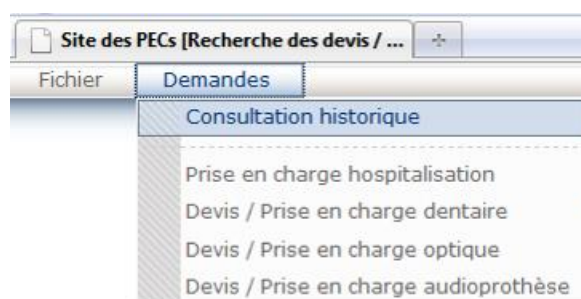 Site des PECs [Recherche des devis / ...
Fichier Demandes
Consultation historique
Prise en charge hospitalisation
Devis / Prise en charge dentaire
Devis / Prise en charge optique
Devis / Prise en charge audioprothèse